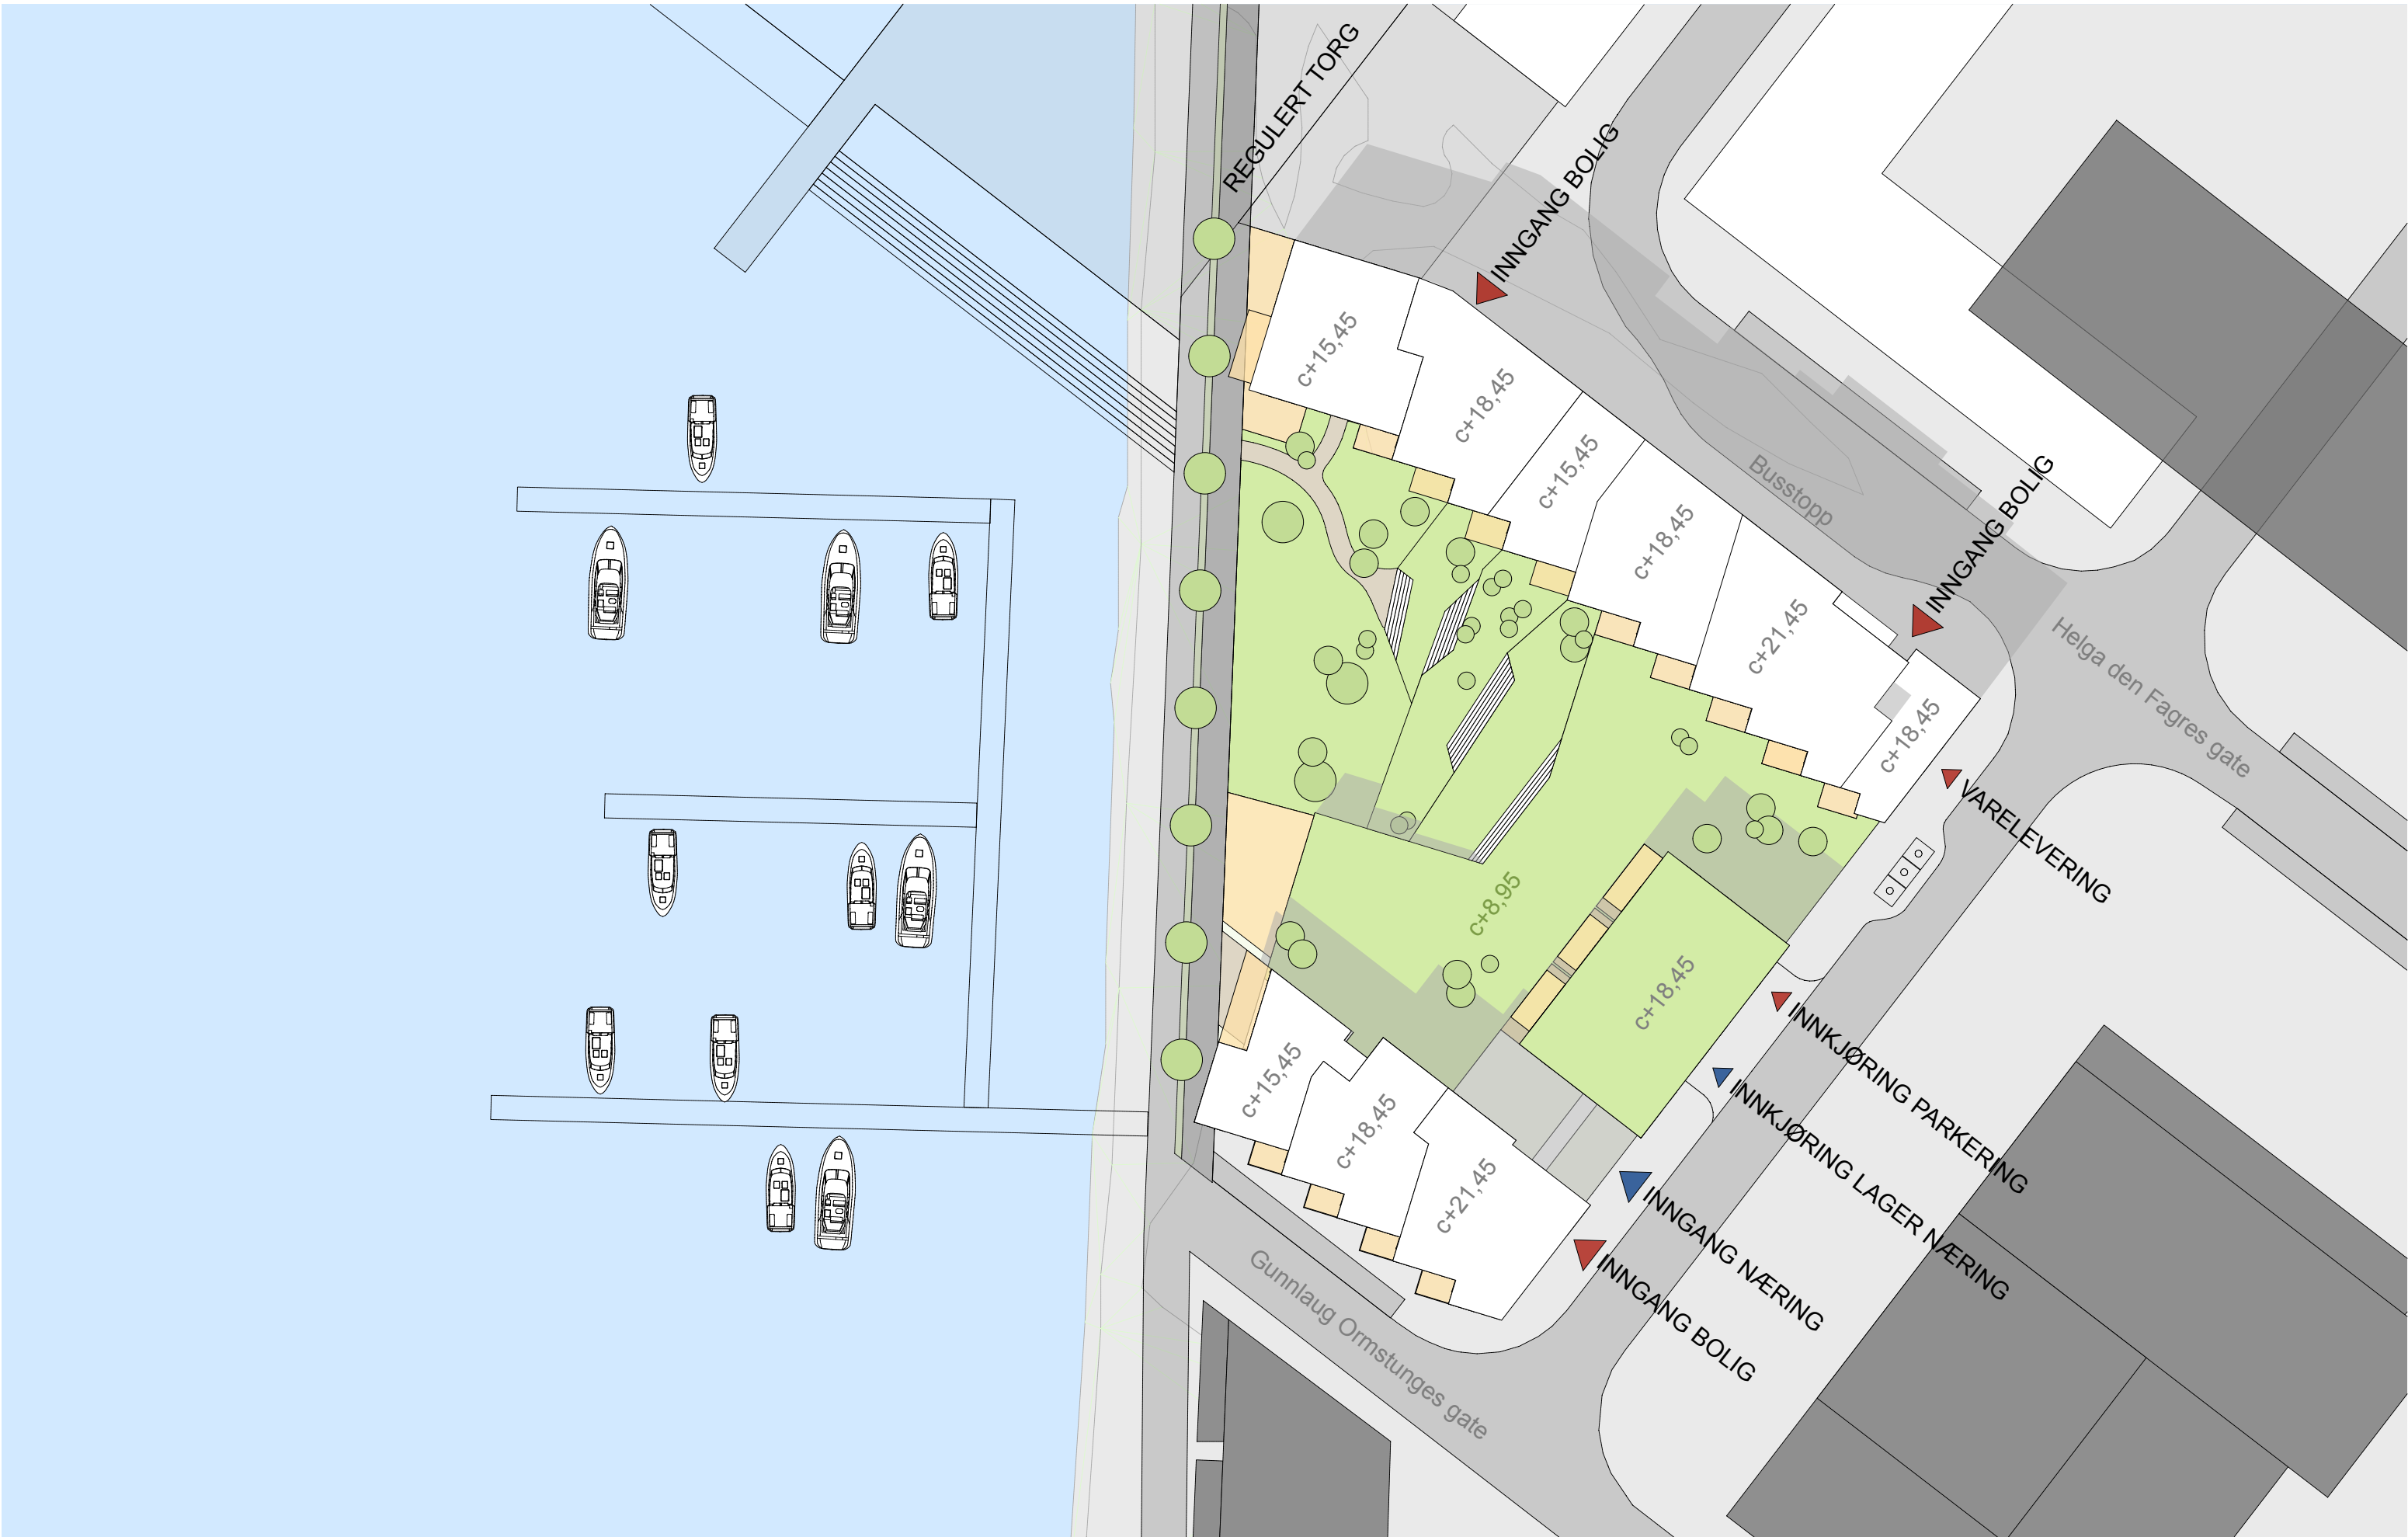 REGULERT TORG
INNGANG BOLIG
c+15,45
c+18,45
c+15,45
c+18,45
Busstopp
INNGANG BOLIG
c+21,45
Helga den Fagres gate
c+18,45
VARELEVERING
c+8,95
c+18,45
INNKJØRING PARKERING
INNKJØRING LAGER NÆRING
c+15,45
c+18,45
c+21,45
INNGANG NÆRING
INNGANG BOLIG
Gunnlaug Ormstunges gate